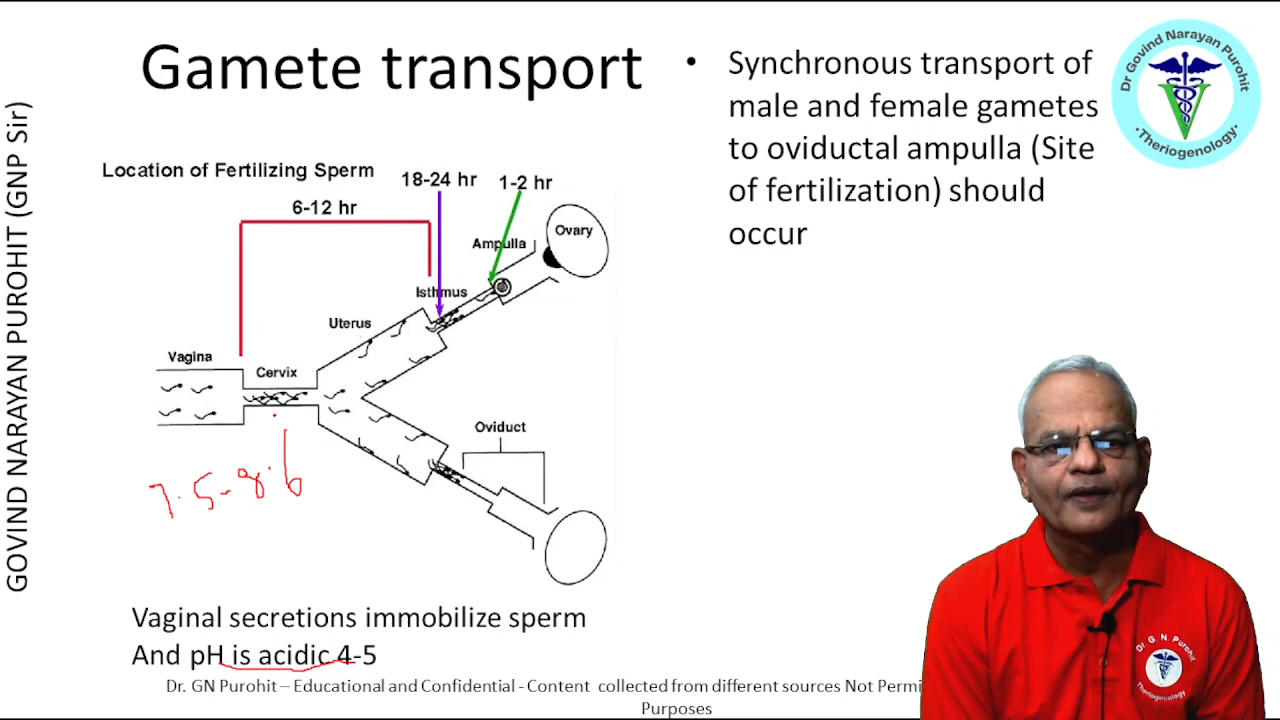 GOVIND NARAYAN PUROHIT (GNP Sir)
Gamete transport
Location of Fertilizing Sperm
18-24 hr
1-2 hr
6-12 hr
Ampulla
Ovary
Isthmus
Uterus
Vagina
Cervix
Oviduct
7.5-8.6
Vaginal secretions immobilize sperm
And pH is acidic 4-5
• Synchronous transport of
male and female gametes
to oviductal ampulla (Site
of fertilization) should
occur
Dr Govind Narayan Purohit
•Theriogenology•
Dr. G. N. Purohit
Theriogenology
Dr. GN Purohit – Educational and Confidential - Content collected from different sources Not Permi
Purposes